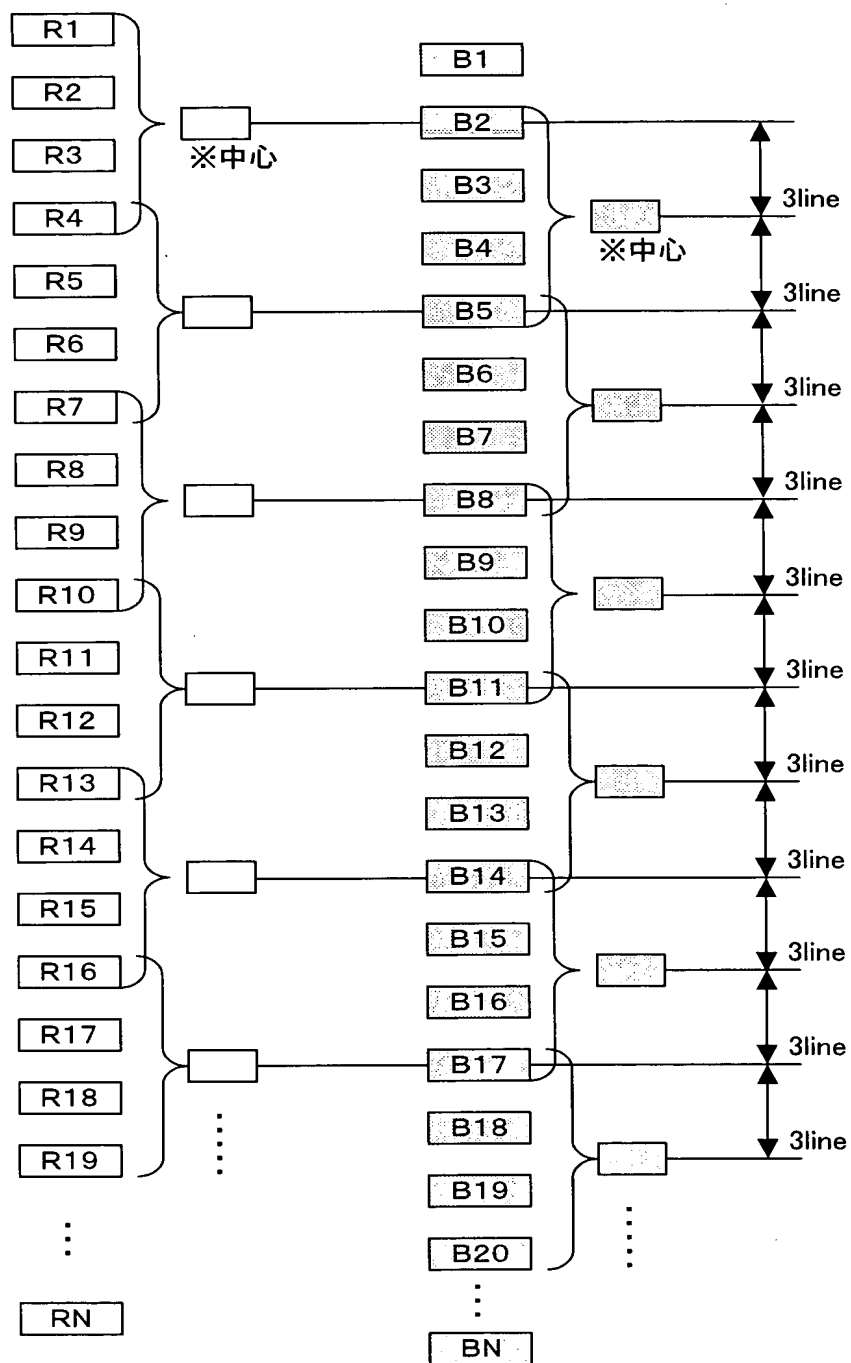 R1
R2
R3
R4
R5
R6
R7
R8
R9
R10
R11
R12
R13
R14
R15
R16
R17
R18
R19
RN
※中心
B1
B2
B3
B4
B5
B6
B7
B8
B9
B10
B11
B12
B13
B14
B15
B16
B17
B18
B19
B20
BN
※中心
3line
3line
3line
3line
3line
3line
3line
3line
3line
3line
3line